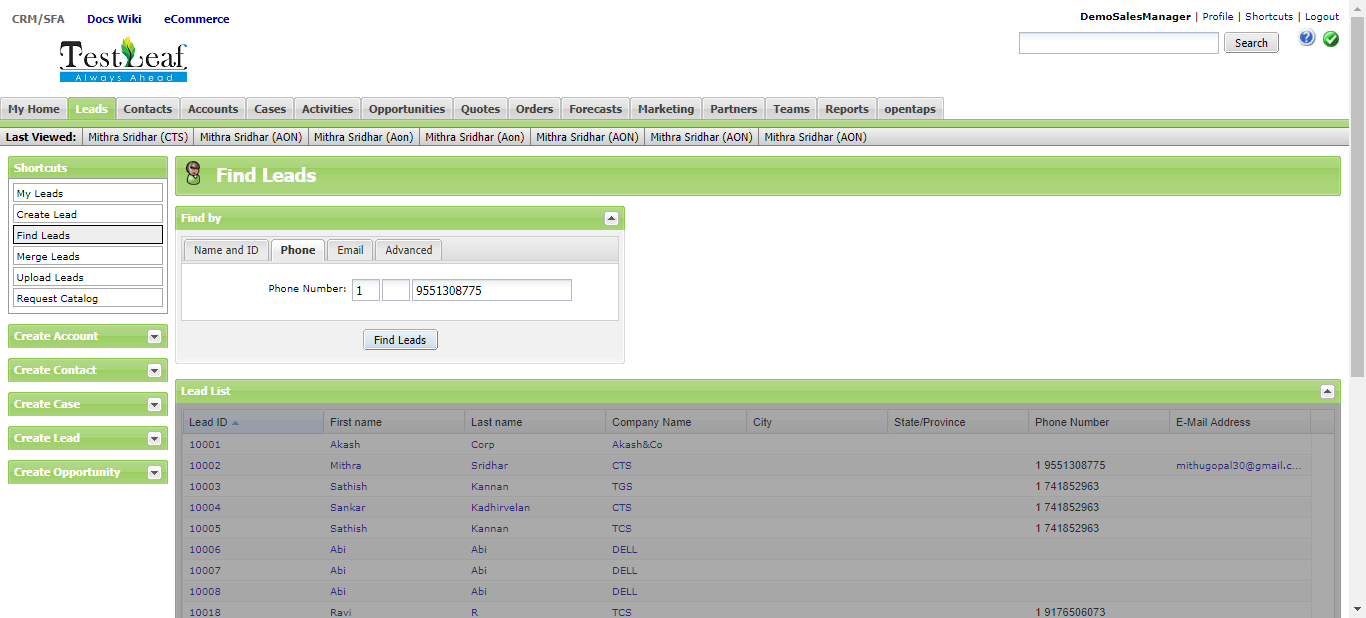 CRM/SFA Docs Wiki eCommerce
DemoSalesManager | Profile | Shortcuts | Logout
TestLeaf
Always Ahead
Search
My Home Leads Contacts Accounts Cases Activities Opportunities Quotes Orders Forecasts Marketing Partners Teams Reports opentaps
Last Viewed: Mithra Sridhar (CTS) Mithra Sridhar (AON) Mithra Sridhar (Aon) Mithra Sridhar (Aon) Mithra Sridhar (AON) Mithra Sridhar (AON) Mithra Sridhar (AON)
Shortcuts
My Leads
Create Lead
Find Leads
Merge Leads
Upload Leads
Request Catalog
Create Account
Create Contact
Create Case
Create Lead
Create Opportunity
Find Leads
Find by
Name and ID Phone Email Advanced
Phone Number: 1 9551308775
Find Leads
Lead List
Lead ID First name Last name Company Name City State/Province Phone Number E-Mail Address
10001 Akash Corp Akash&Co
10002 Mithra Sridhar CTS 1 9551308775 mithugopal30@gmail.c...
10003 Sathish Kannan TGS 1 741852963
10004 Sankar Kadhirvelan CTS 1 741852963
10005 Sathish Kannan TCS 1 741852963
10006 Abi Abi DELL
10007 Abi Abi DELL
10008 Abi Abi DELL
10018 Ravi R TCS 1 9176506073